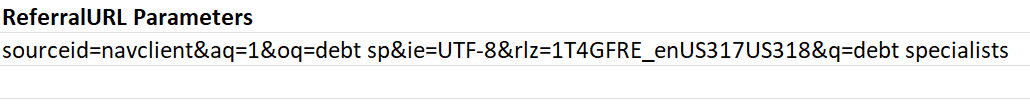 ReferralURL Parameters
sourceid=navclient&aq=1&oq=debt sp&ie=UTF-8&rlz=1T4GFRE_enUS317US318&q=debt specialists